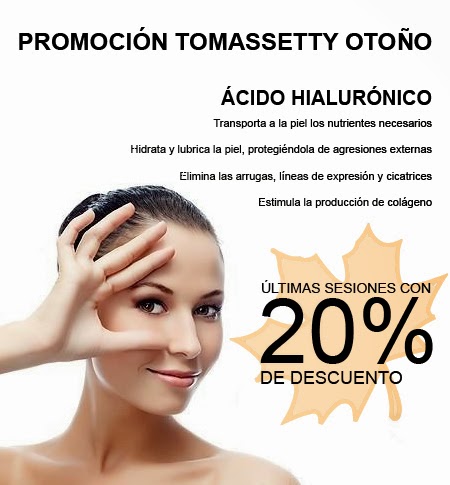 PROMOCIÓN TOMASSETTY OTOÑO
ÁCIDO HIALURÓNICO
Transporta a la piel los nutrientes necesarios
Hidrata y lubrica la piel, protegiéndola de agresiones externas
Elimina las arrugas, líneas de expresión y cicatrices
Estimula la producción de colágeno
ÚLTIMAS SESIONES CON
20%
DE DESCUENTO